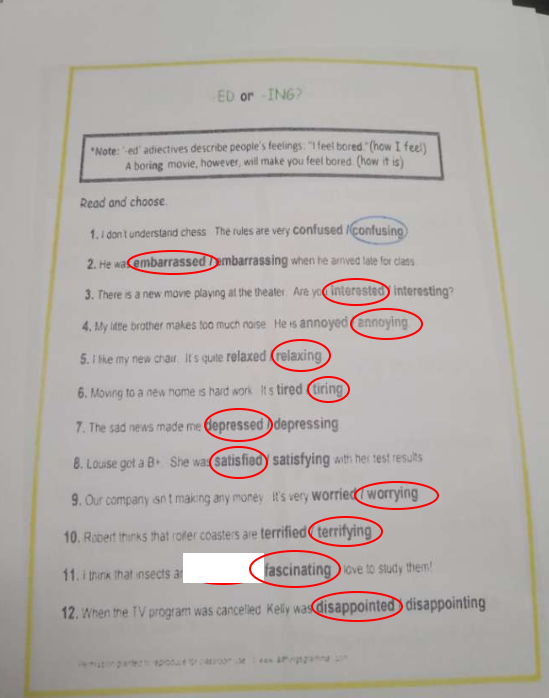 -ED or -ING?
*Note: '-ed' adjectives describe people's feelings: "I feel bored." (how I feel)
A boring movie, however, will make you feel bored. (how it is)
Read and choose.
1. I don't understand chess. The rules are very confused / confusing.
2. He was embarrassed / embarrassing when he arrived late for class.
3. There is a new movie playing at the theater. Are you interested / interesting?
4. My little brother makes too much noise. He is annoyed / annoying.
5. I like my new chair. It's quite relaxed / relaxing.
6. Moving to a new home is hard work. It's tired / tiring.
7. The sad news made me depressed / depressing
8. Louise got a B+. She was satisfied / satisfying with her test results.
9. Our company isn't making any money. It's very worried / worrying
10. Robert thinks that roller coasters are terrified / terrifying
11. I think that insects fascinating love to study them!
12. When the TV program was cancelled Kelly was disappointed / disappointing
Permission granted to reproduce for classroom use